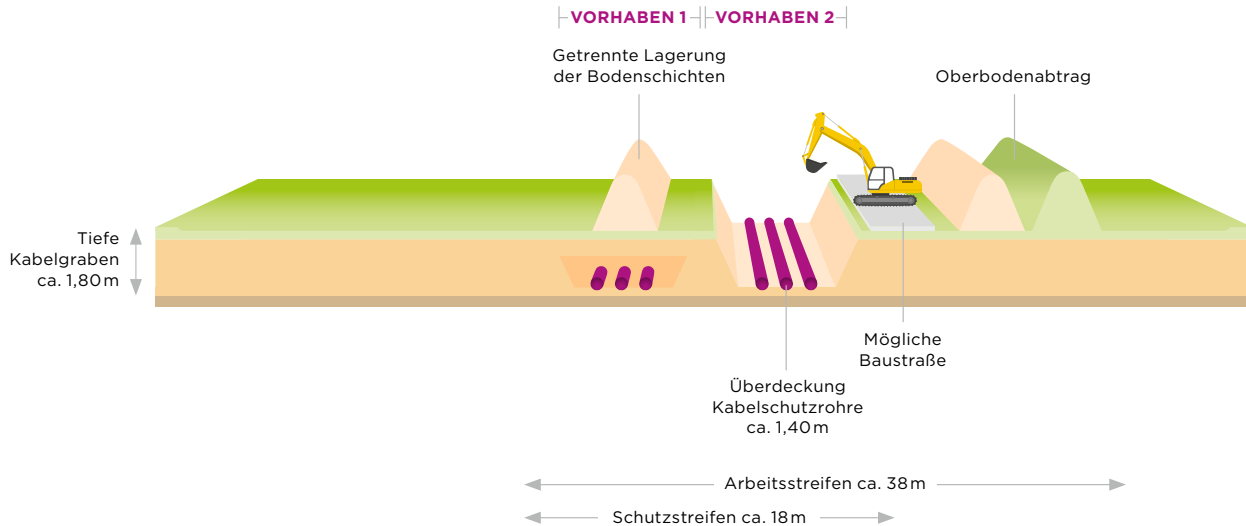 VORHABEN 1
VORHABEN 2
Getrennte Lagerung
der Bodenschichten
Oberbodenabtrag
Tiefe
Kabelgraben
ca. 1,80 m
Mögliche
Baustraße
Überdeckung
Kabelschutzrohre
ca. 1,40 m
Arbeitsstreifen ca. 38 m
Schutzstreifen ca. 18 m